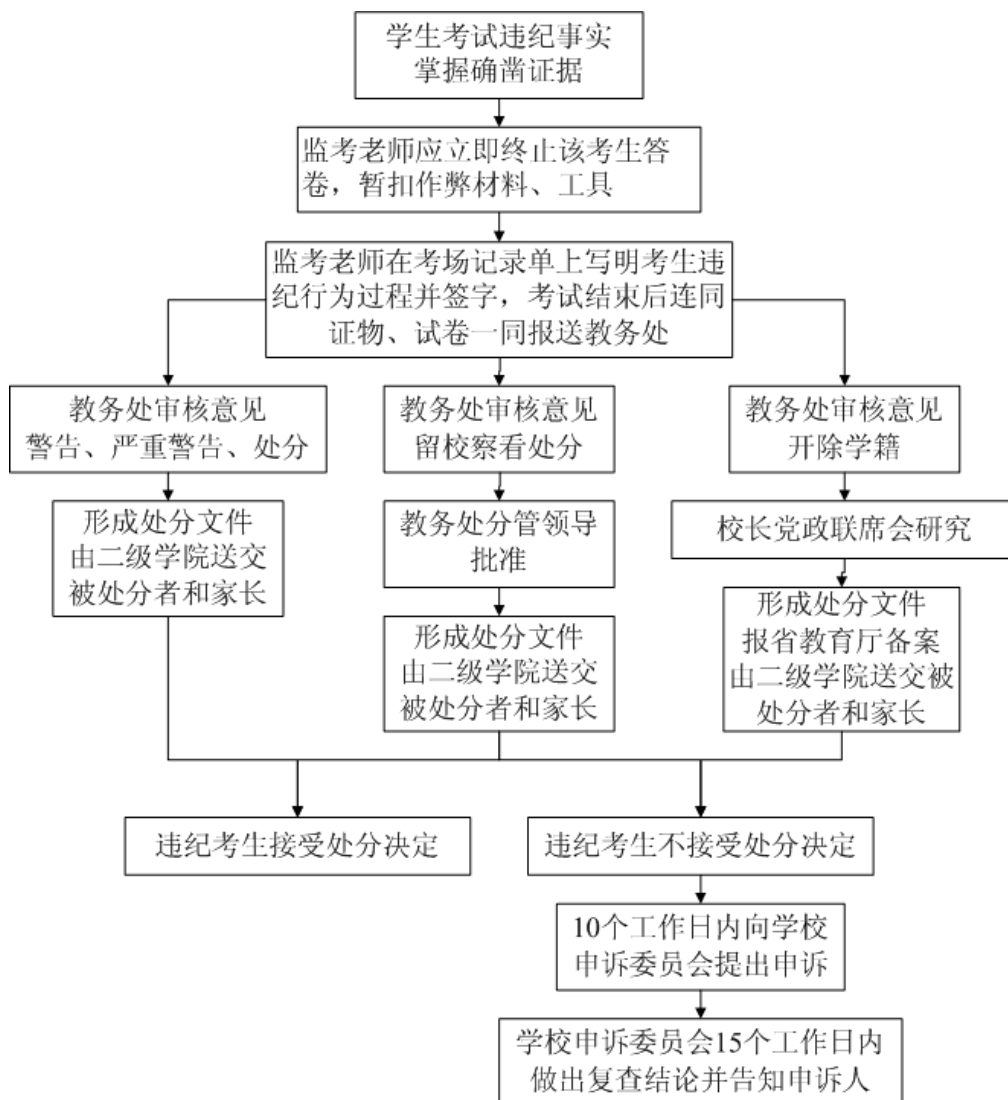 学生考试违纪事实
掌握确凿证据
监考老师应立即终止该考生答
卷，暂扣作弊材料、工具
监考老师在考场记录单上写明考生违
纪行为过程并签字，考试结束后连同
证物、试卷一同报送教务处
教务处审核意见
警告、严重警告、处分
教务处审核意见
留校察看处分
教务处审核意见
开除学籍
形成处分文件
由二级学院送交
被处分者和家长
教务处分管领导
批准
校长党政联席会研究
形成处分文件
由二级学院送交
被处分者和家长
形成处分文件
报省教育厅备案
由二级学院送交被
处分者和家长
违纪考生接受处分决定
违纪考生不接受处分决定
10个工作日内向学校
申诉委员会提出申诉
学校申诉委员会15个工作日内
做出复查结论并告知申诉人